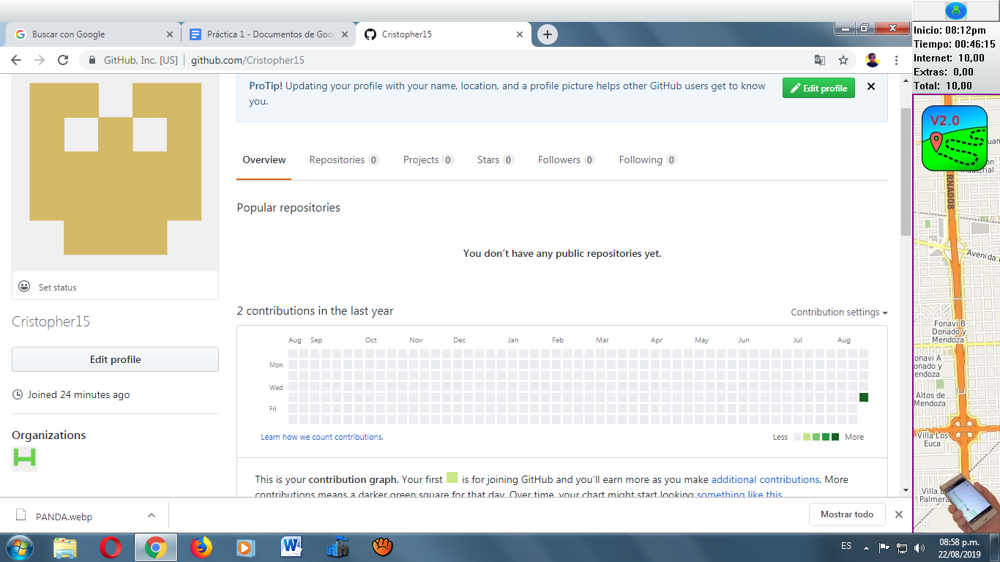 Buscar con Google
Práctica 1 - Documentos de Goo
Cristopher15
GitHub, Inc. [US]
github.com/Cristopher15
Inicio: 08:12pm
Tiempo: 00:46:15
Internet: 10,00
Extras: 0,00
Total: 10,00
ProTip! Updating your profile with your name, location, and a profile picture helps other GitHub users get to know
you.
Edit profile
Overview
Repositories 0
Projects 0
Stars 0
Followers 0
Following 0
Popular repositories
You don't have any public repositories yet.
Set status
Cristopher15
Edit profile
Joined 24 minutes ago
Organizations
2 contributions in the last year
Contribution settings
Aug Sep Oct Nov Dec Jan Feb Mar Apr May Jun Jul Aug
Mon
Wed
Fri
Learn how we count contributions.
Less
More
This is your contribution graph. Your first is for joining GitHub and you'll earn more as you make additional contributions. More
contributions means a darker green square for that day. Over time, your chart might start looking something like this.
V2.0
Industrial
RNA008
Avenida
Fonavi B
Donado y
Mendoza
onavi A
onado y
endoza
Altos de
Mendoza
Villa Los
Euca
Villa L
Palmera
PANDA.webp
Mostrar todo
ES
08:58 p.m.
22/08/2019